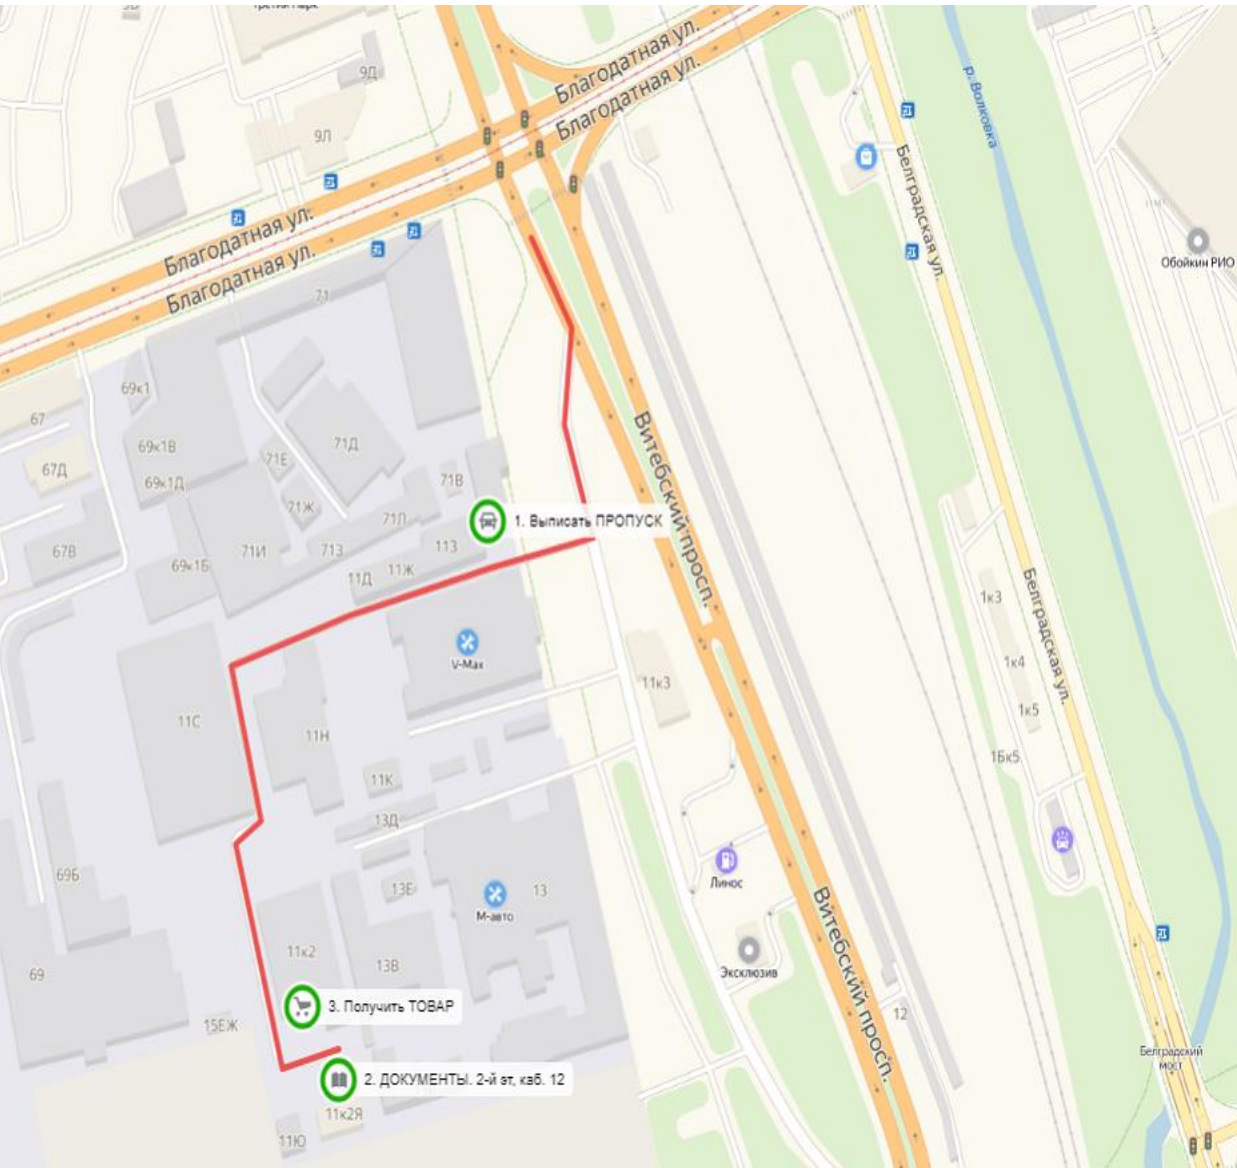 9Д
9Л
Благодатная ул.
Благодатная ул.
р. Волковка
Белградская ул.
Обойкин РИО
Благодатная ул.
Благодатная ул.
71
69к1
67
69к1В
71Д
67Д
71Е
69к1Д
71В
71Ж
71Л
Витебский просп.
1. Выписать ПРОПУСК
67В
71И
713
113
69к1Б
11Д
11Ж
1к3
Белградская ул.
V-Max
1к4
11к3
1к5
11С
11Н
1Бк5
11К
13Д
69Б
13Е
13
Линос
М-авто
Витебский просп.
11к2
13В
69
Эксклюзив
3. Получить ТОВАР
12
15ЕЖ
Белградский
мост
2. ДОКУМЕНТЫ. 2-й эт, каб. 12
11к2Я
11Ю